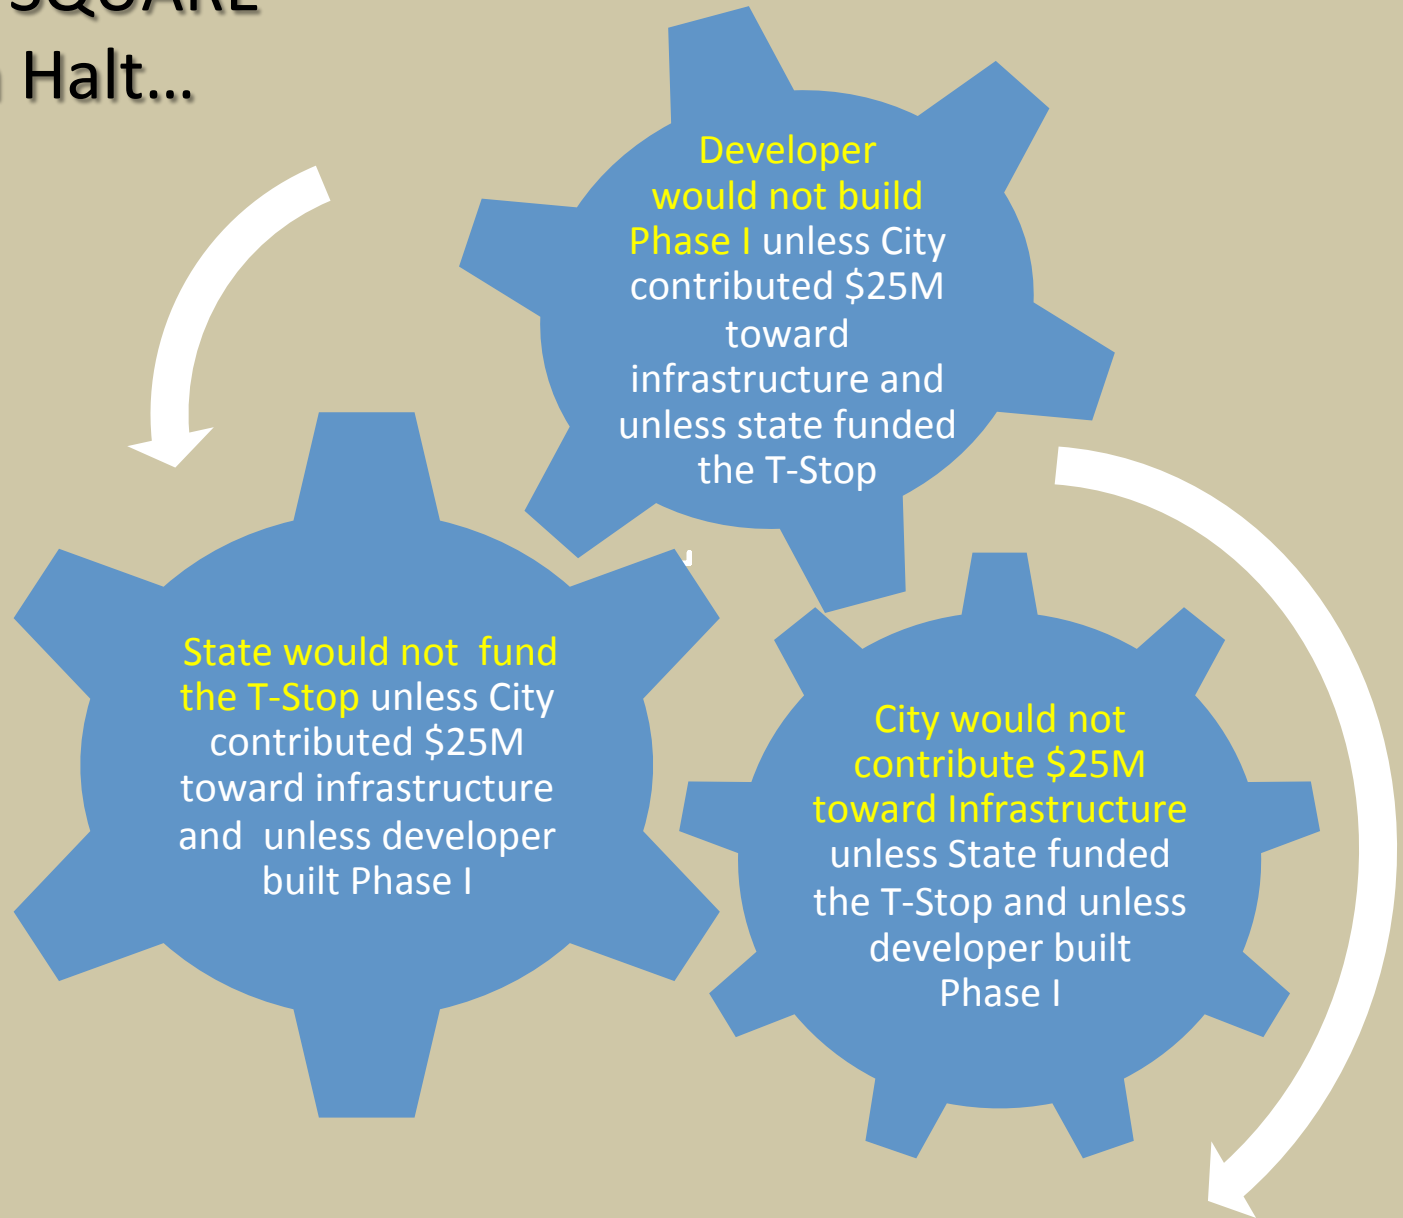 SQUARE
Halt...
Developer
would not build
Phase I unless City
contributed $25M
toward
infrastructure and
unless state funded
the T-Stop
State would not  fund
the T-Stop unless City
contributed $25M
toward infrastructure
and  unless developer
built Phase I
City would not
contribute $25M
toward Infrastructure
unless State funded
the T-Stop and unless
developer built
Phase I